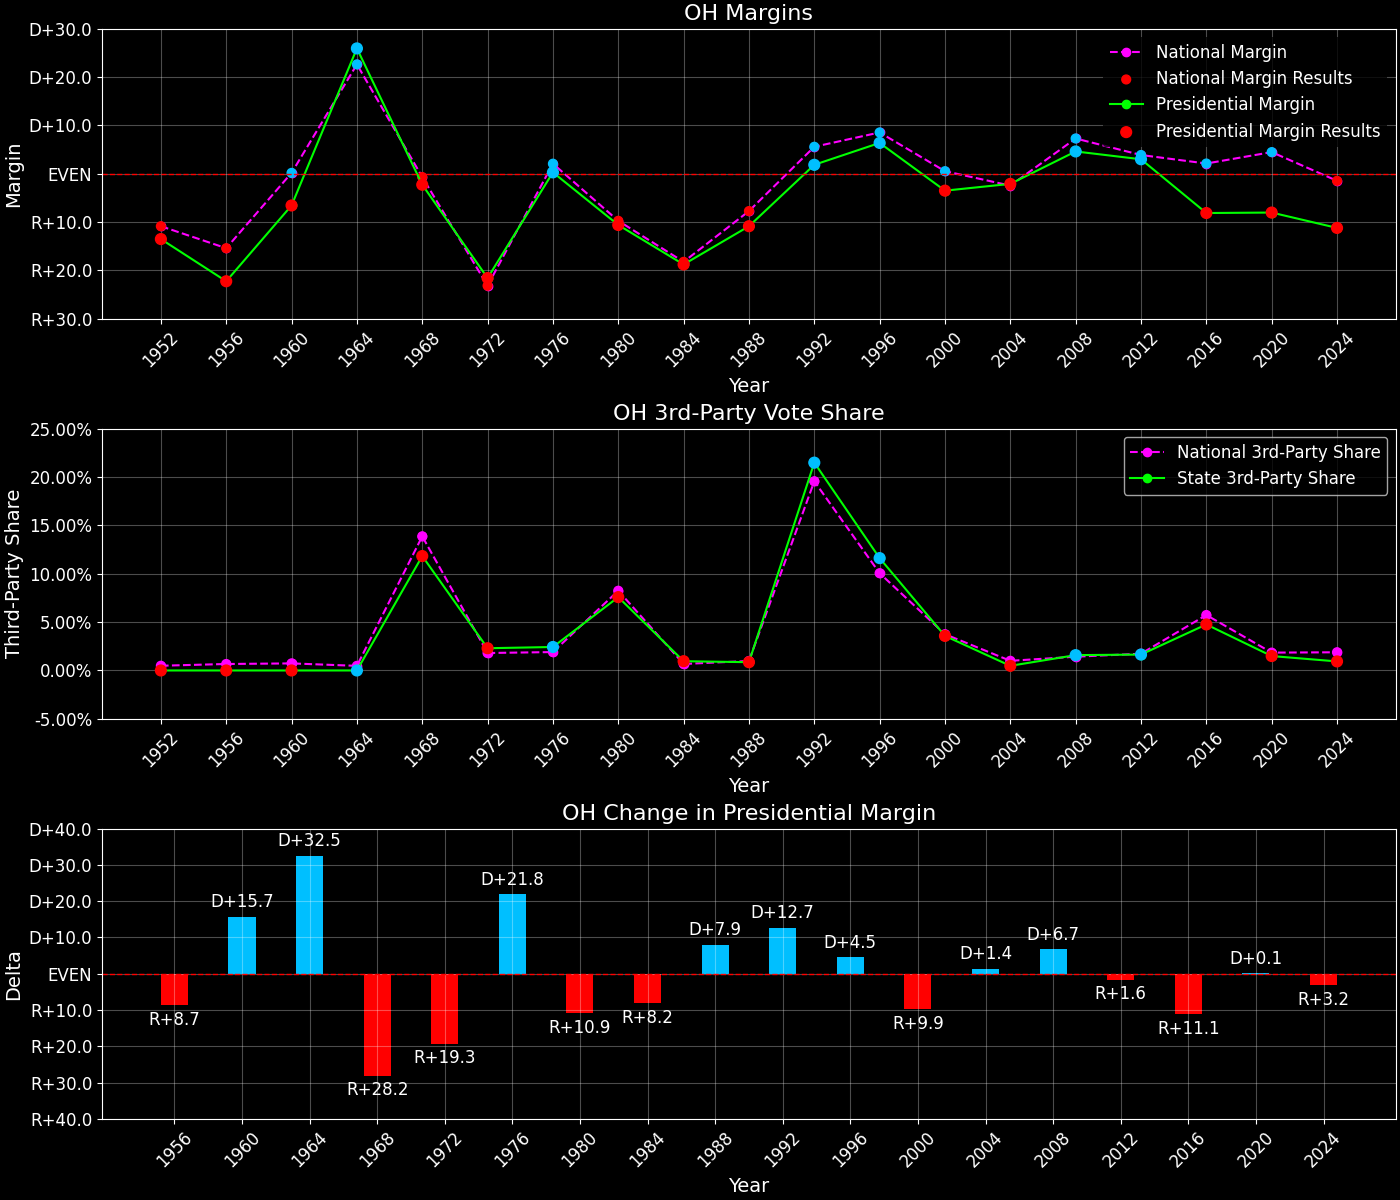 OH Margins
D+30.0
D+20.0
D+10.0
EVEN
R+10.0
R+20.0
R+30.0
Margin
National Margin
National Margin Results
Presidential Margin
Presidential Margin Results
1952 1956 1960 1964 1968 1972 1976 1980 1984 1988 1992 1996 2000 2004 2008 2012 2016 2020 2024
Year
OH 3rd-Party Vote Share
25.00%
20.00%
15.00%
10.00%
5.00%
0.00%
-5.00%
Third-Party Share
National 3rd-Party Share
State 3rd-Party Share
1952 1956 1960 1964 1968 1972 1976 1980 1984 1988 1992 1996 2000 2004 2008 2012 2016 2020 2024
Year
OH Change in Presidential Margin
D+40.0
D+30.0
D+20.0
D+10.0
EVEN
R+10.0
R+20.0
R+30.0
R+40.0
Delta
R+8.7
D+15.7
D+32.5
R+28.2
R+19.3
D+21.8
R+10.9
R+8.2
D+7.9
D+12.7
D+4.5
R+9.9
D+1.4
D+6.7
R+1.6
R+11.1
D+0.1
R+3.2
1956 1960 1964 1968 1972 1976 1980 1984 1988 1992 1996 2000 2004 2008 2012 2016 2020 2024
Year